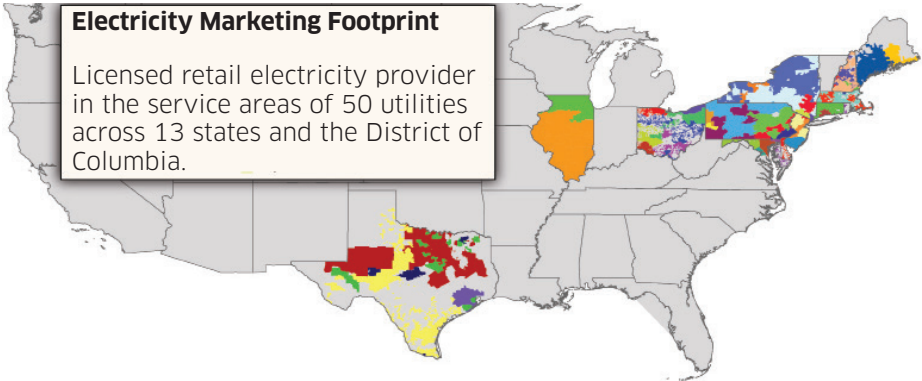 Electricity Marketing Footprint
Licensed retail electricity provider
in the service areas of 50 utilities
across 13 states and the District of
Columbia.